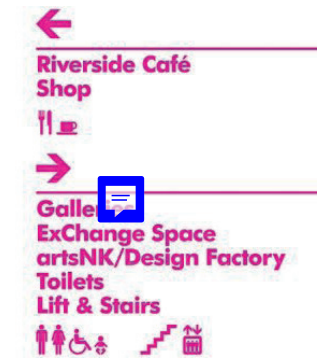 Riverside Café
Shop
ExChange Space
artsNK/Design Factory
Toilets
Lift & Stairs